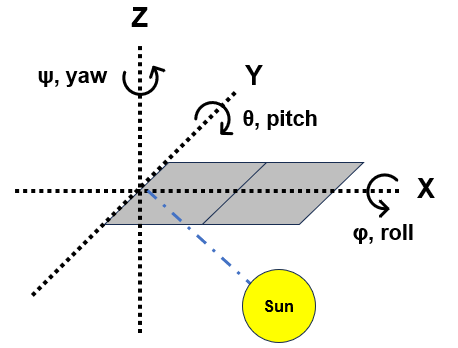 Z
ψ, yaw
Y
θ, pitch
X
φ, roll
Sun